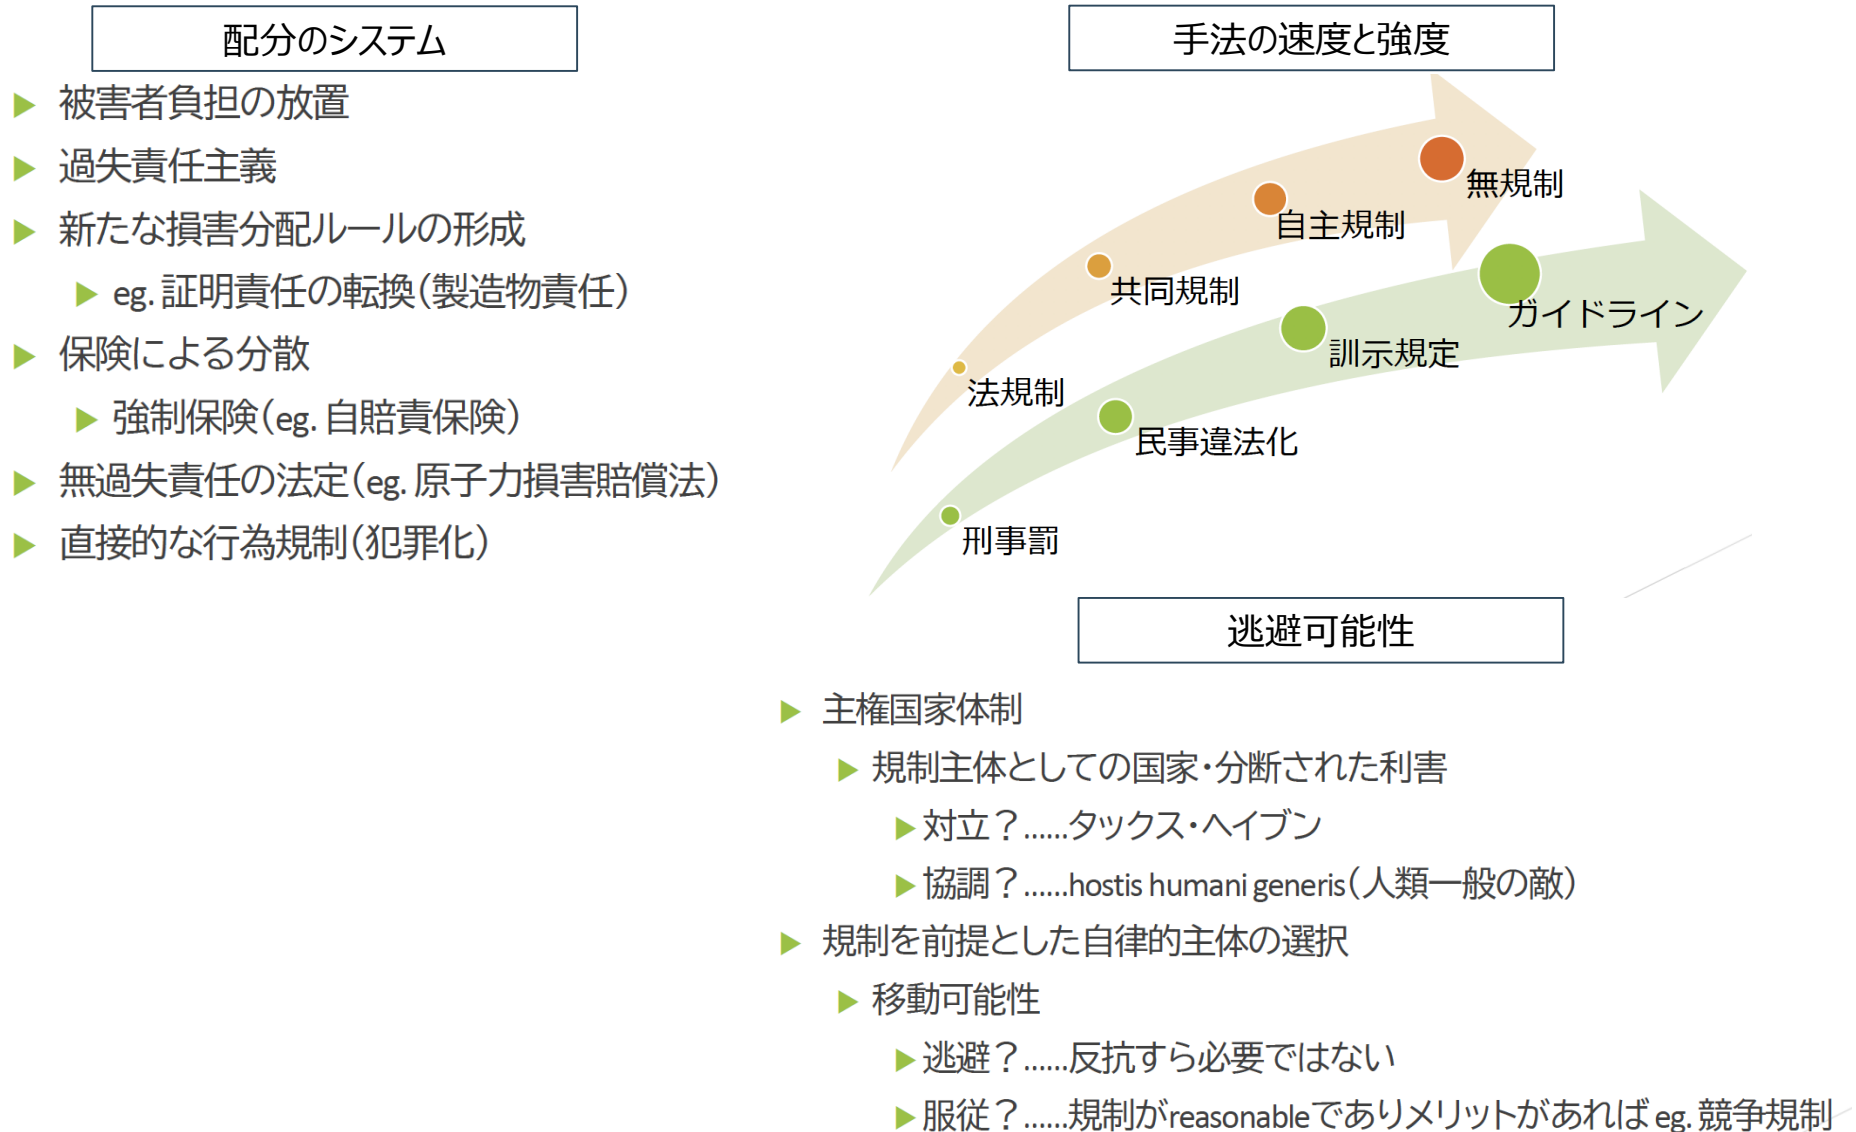 配分のシステム
被害者負担の放置
過失責任主義
新たな損害分配ルールの形成
eg. 証明責任の転換（製造物責任）
保険による分散
強制保険（eg. 自賠責保険）
無過失責任の法定（eg. 原子力損害賠償法）
直接的な行為規制（犯罪化）
手法の速度と強度
無規制
自主規制
共同規制
法規制
ガイドライン
訓示規定
民事違法化
刑事罰
逃避可能性
主権国家体制
規制主体としての国家・分断された利害
対立？……タックス・ヘイブン
協調？……hostis humani generis（人類一般の敵）
規制を前提とした自律的主体の選択
移動可能性
逃避？……反抗すら必要ではない
服従？……規制がreasonableでありメリットがあれば eg. 競争規制